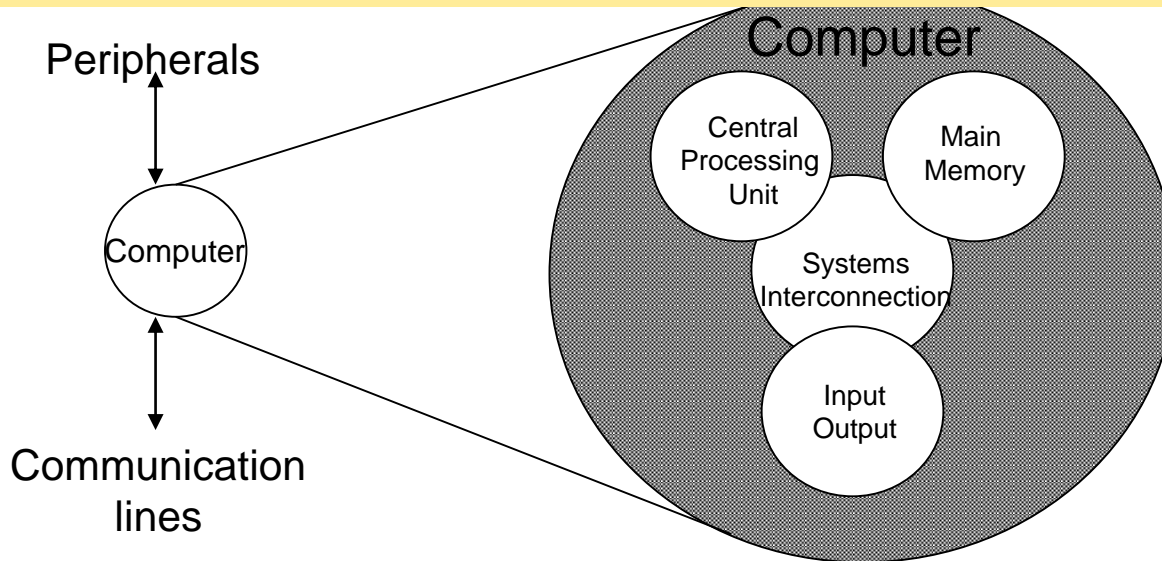 Peripherals
Computer
Communication
lines
Computer
Central
Processing
Unit
Main
Memory
Systems
Interconnection
Input
Output